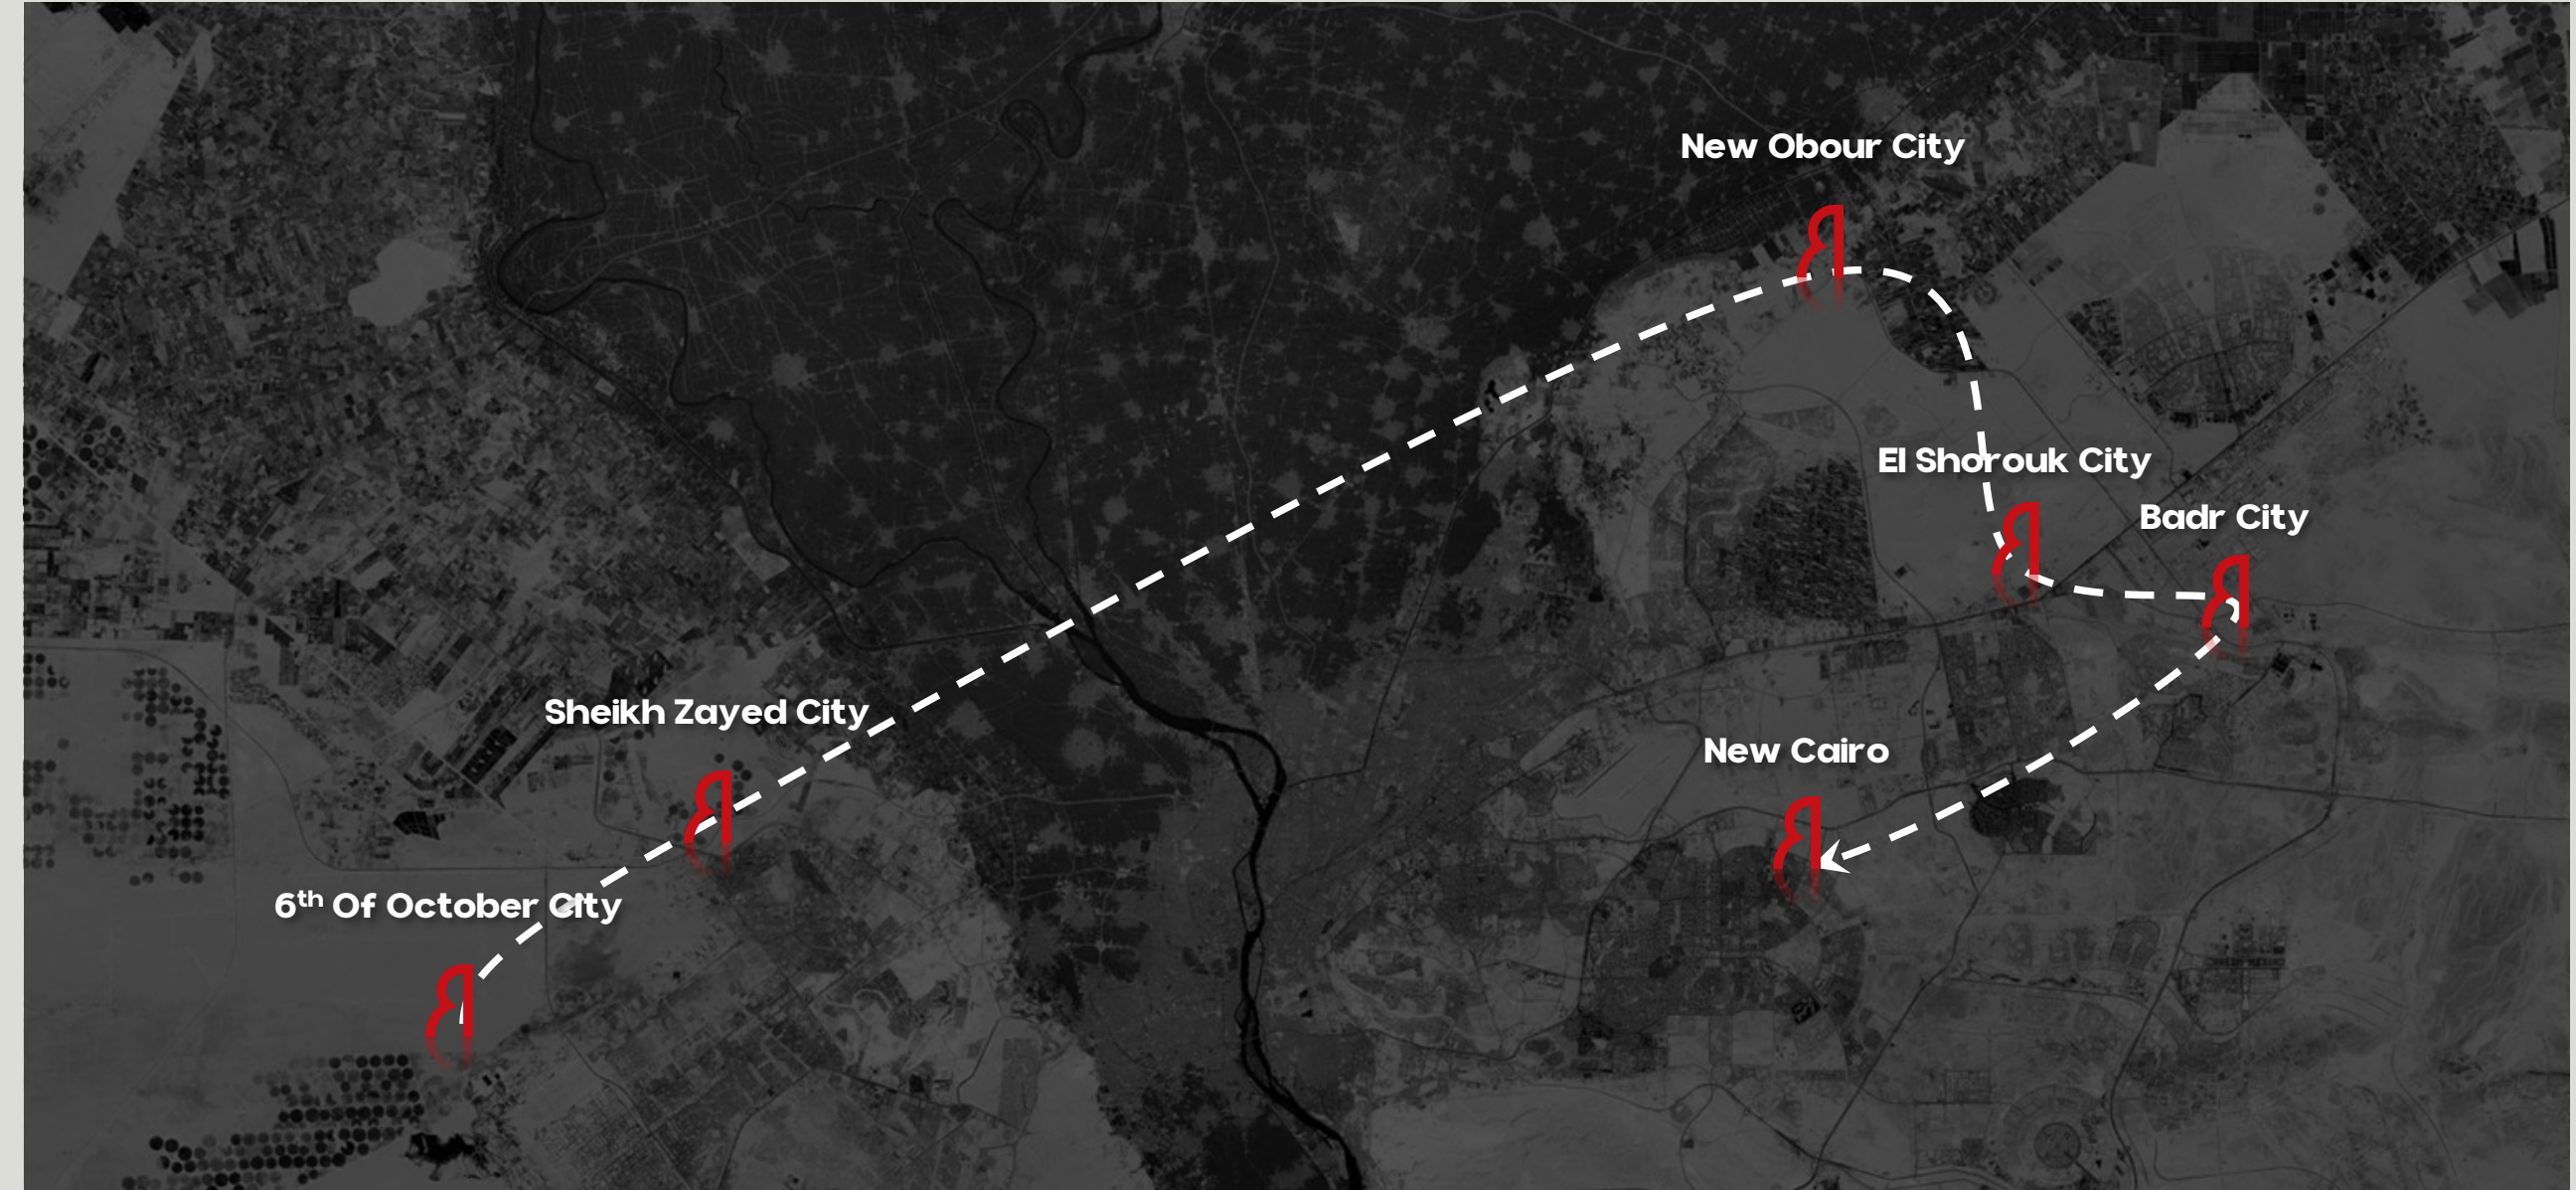 New Obour City
El Shorouk City
Badr City
Sheikh Zayed City
New Cairo
6th Of October City